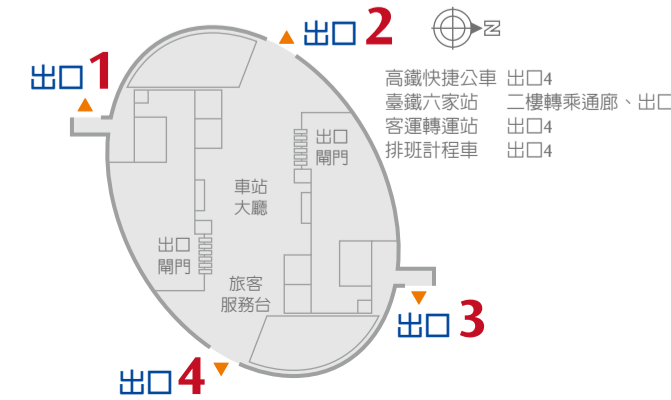 出口 2
N
出口 1
高鐵快捷公車 出口4
臺鐵六家站 二樓轉乘通廊、出口
客運轉運站 出口4
排班計程車 出口4
出口
閘門
車站
大廳
出口
閘門
旅客
服務台
出口 3
出口 4